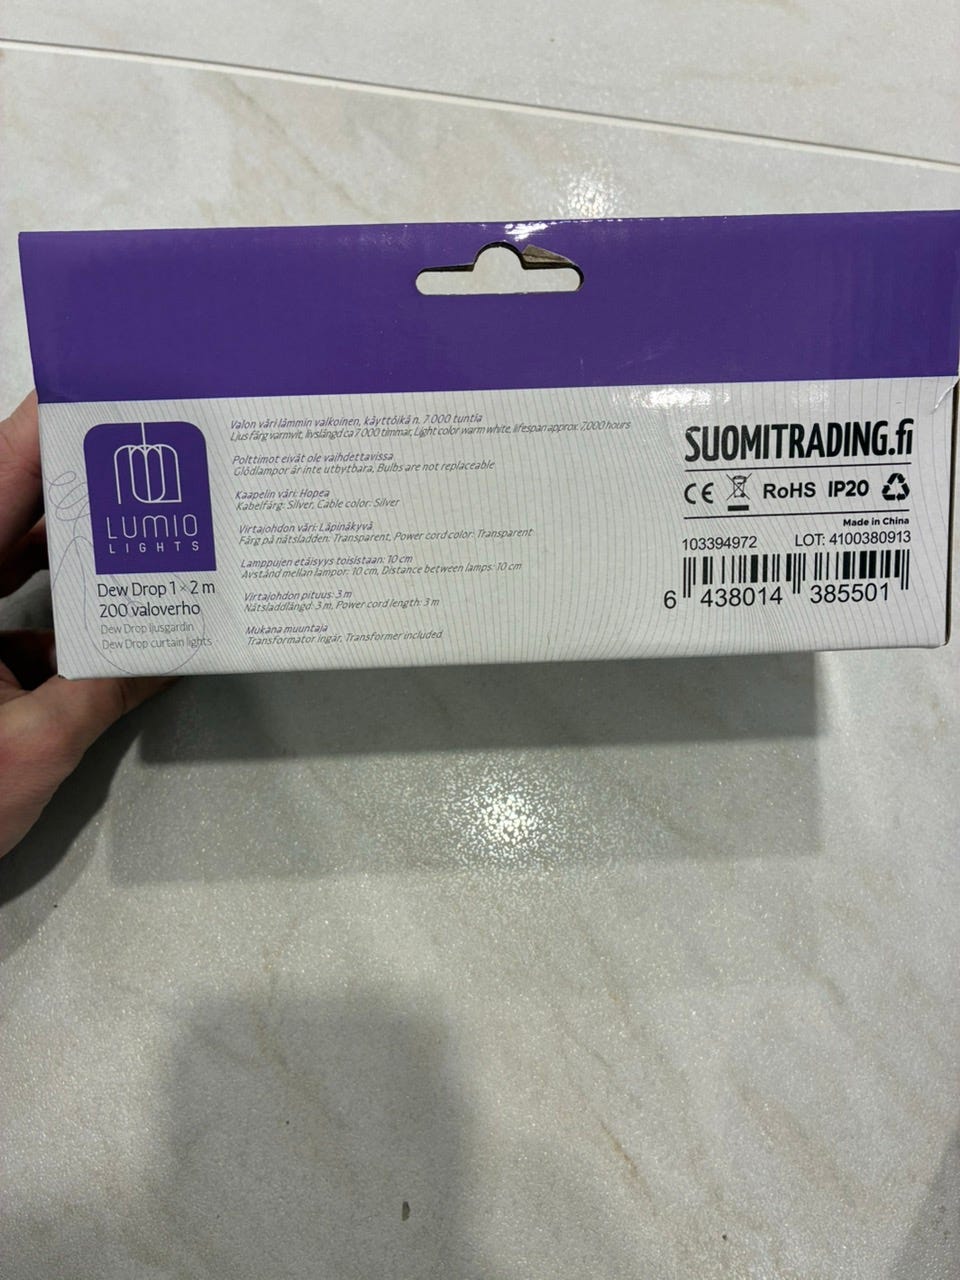 LUMIO
LIGHTS
Dew Drop 1 × 2 m
200 valoverho
Dew Drop ljusgardin
Dew Drop curtain lights
Valon väri lämmin valkoinen, käyttöikä n. 7.000 tuntia
Ljus färg varmvit, livslängd ca 7 000 timmar, Light color warm white, lifespan approx. 7,000 hours
Polttimot eivät ole vaihdettavissa
Glödlampor är inte utbytbara, Bulbs are not replaceable
Kaapelin väri: Hopea
Kabelfärg: Silver, Cable color: Silver
Virtajohdon väri: Läpinäkyvä
Färg på nätsladden: Transparent, Power cord color: Transparent
Lamppujen etäisyys toisistaan: 10 cm
Avstånd mellan lampor: 10 cm, Distance between lamps: 10 cm
Virtajohdon pituus: 3 m
Nätsladdlängd: 3 m, Power cord length: 3 m
Mukana muuntaja
Transformator ingår, Transformer included
SUOMITRADING.fi
CE RoHS IP20
Made in China
103394972 LOT: 4100380913
6 438014 385501